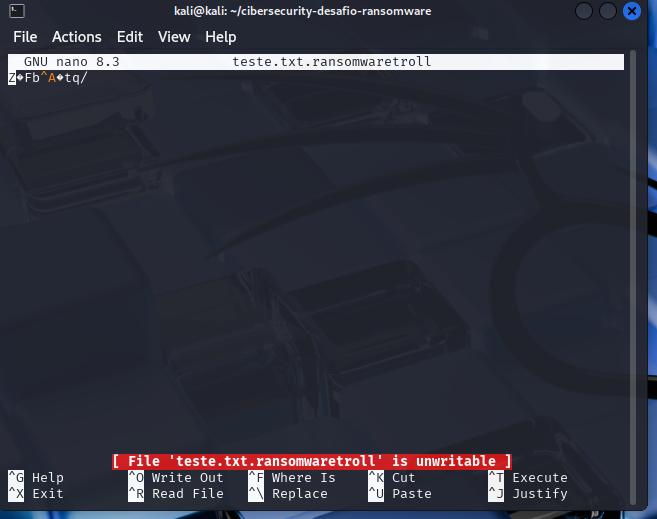 kali@kali: ~/cibersecurity-desafio-ransomware
File Actions Edit View Help
GNU nano 8.3 teste.txt.ransomwaretroll
Z�Fb^A�tq/
[ File 'teste.txt.ransomwaretroll' is unwritable ]
^G Help ^O Write Out ^F Where Is ^K Cut ^T Execute
^X Exit ^R Read File ^\ Replace ^U Paste ^J Justify